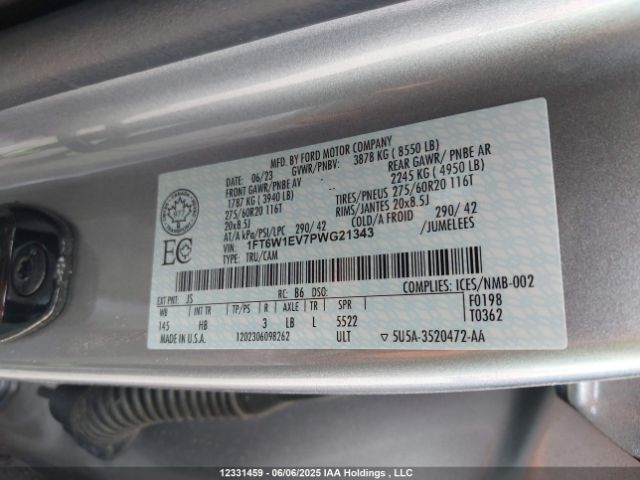 MFD. BY FORD MOTOR COMPANY
DATE: 06/23 GVWR/PNBV: 3878 KG ( 8550 LB)
FRONT GAWR/ PNBE AV REAR GAWR/ PNBE AR
1787 KG ( 3940 LB) 2245 KG ( 4950 LB)
275/60R20 116T TIRES/PNEUS 275/60R20 116T
20x8.5J RIMS/JANTES 20x8.5J
AT/A kPa/PSI/LPC 290/ 42 COLD/A FROID 290/ 42
VIN: 1FT6W1EV7PWG21343 /JUMELEES
TYPE: TRU/CAM
EC
EXT PNT: JS RC: B6 DSO: COMPLIES: ICES/NMB-002
WB INT TR TP/PS R AXLE TR SPR F0198
145 HB 3 LB L 5522 T0362
MADE IN U.S.A. 1202306098262 ULT ▽ 5U5A-3520472-AA
12331459 - 06/06/2025 IAA Holdings , LLC